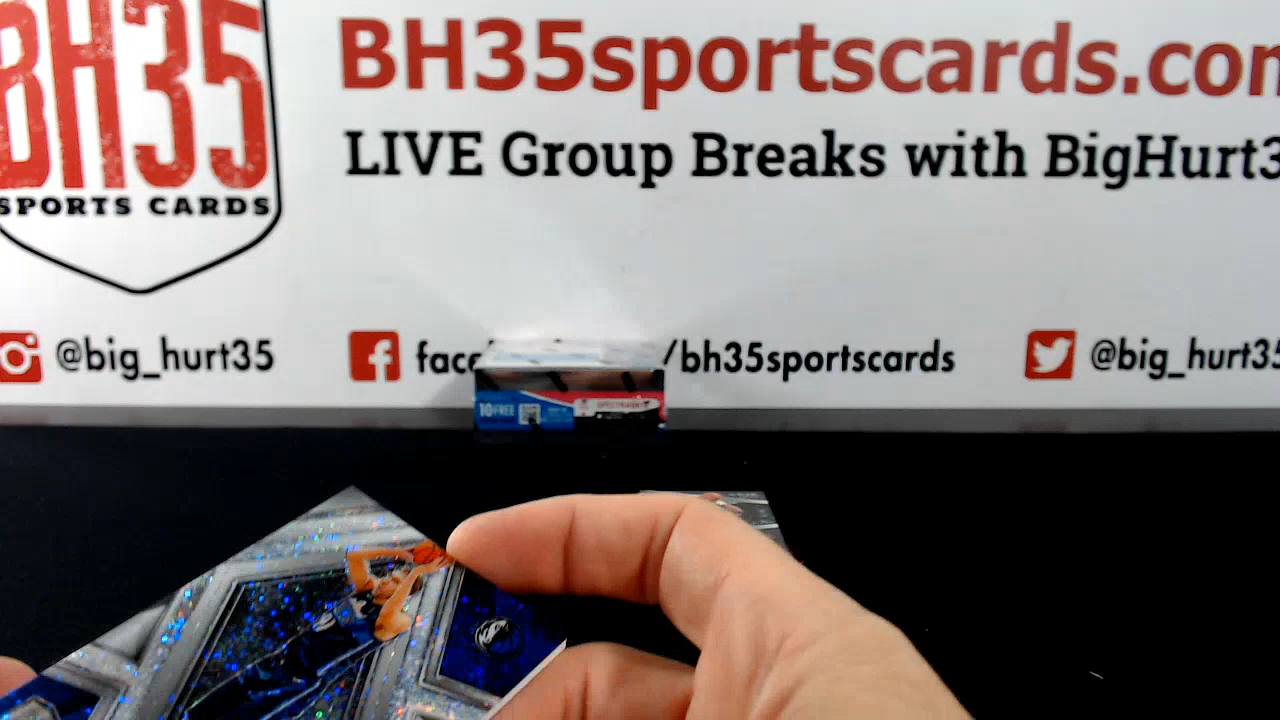 BH35
SPORTS CARDS
BH35sportscards.com
LIVE Group Breaks with BigHurt3
@big_hurt35
face
/bh35sportscards
@big_hurt35
10 FREE